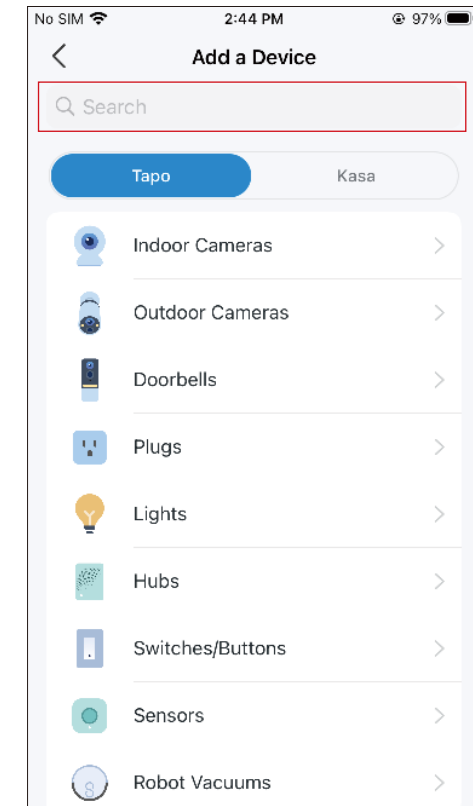 No SIM 2:44 PM 97%
Add a Device
Search
Tapo Kasa
Indoor Cameras
Outdoor Cameras
Doorbells
Plugs
Lights
Hubs
Switches/Buttons
Sensors
Robot Vacuums